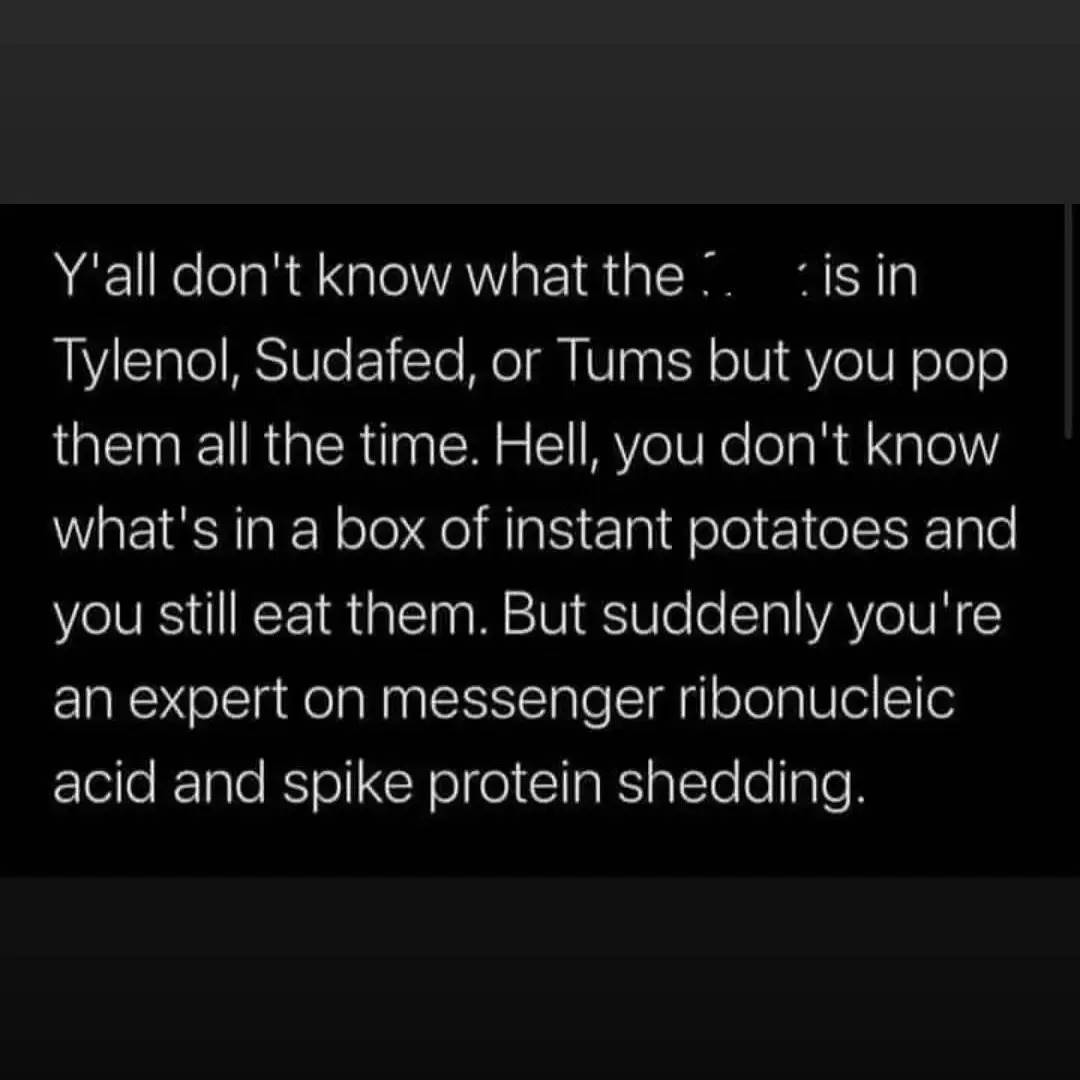 Y'all don't know what the is in
Tylenol, Sudafed, or Tums but you pop
them all the time. Hell, you don't know
what's in a box of instant potatoes and
you still eat them. But suddenly you're
an expert on messenger ribonucleic
acid and spike protein shedding.